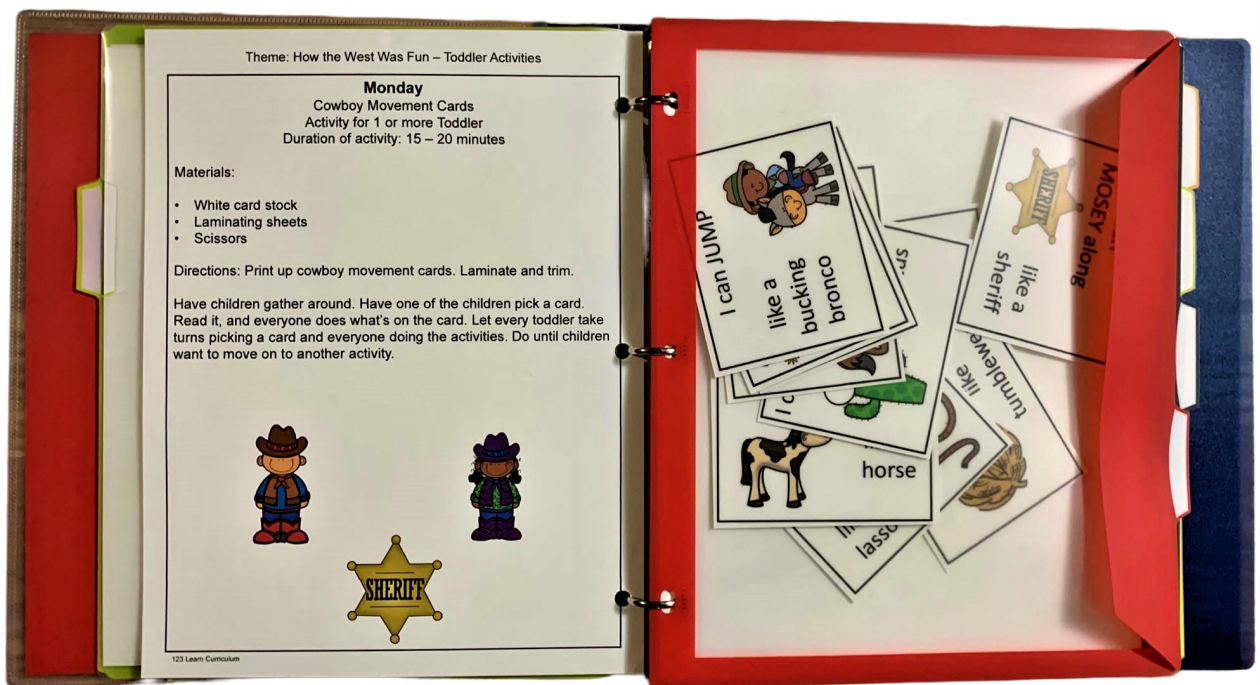 Theme: How the West Was Fun – Toddler Activities
Monday
Cowboy Movement Cards
Activity for 1 or more Toddler
Duration of activity: 15 – 20 minutes
Materials:
• White card stock
• Laminating sheets
• Scissors
Directions: Print up cowboy movement cards. Laminate and trim.
Have children gather around. Have one of the children pick a card.
Read it, and everyone does what's on the card. Let every toddler take
turns picking a card and everyone doing the activities. Do until children
want to move on to another activity.
SHERIFF
123 Learn Curriculum
I can JUMP
like a
bucking
bronco
MOSEY along
SHERIFF
like a
sheriff
like
horse